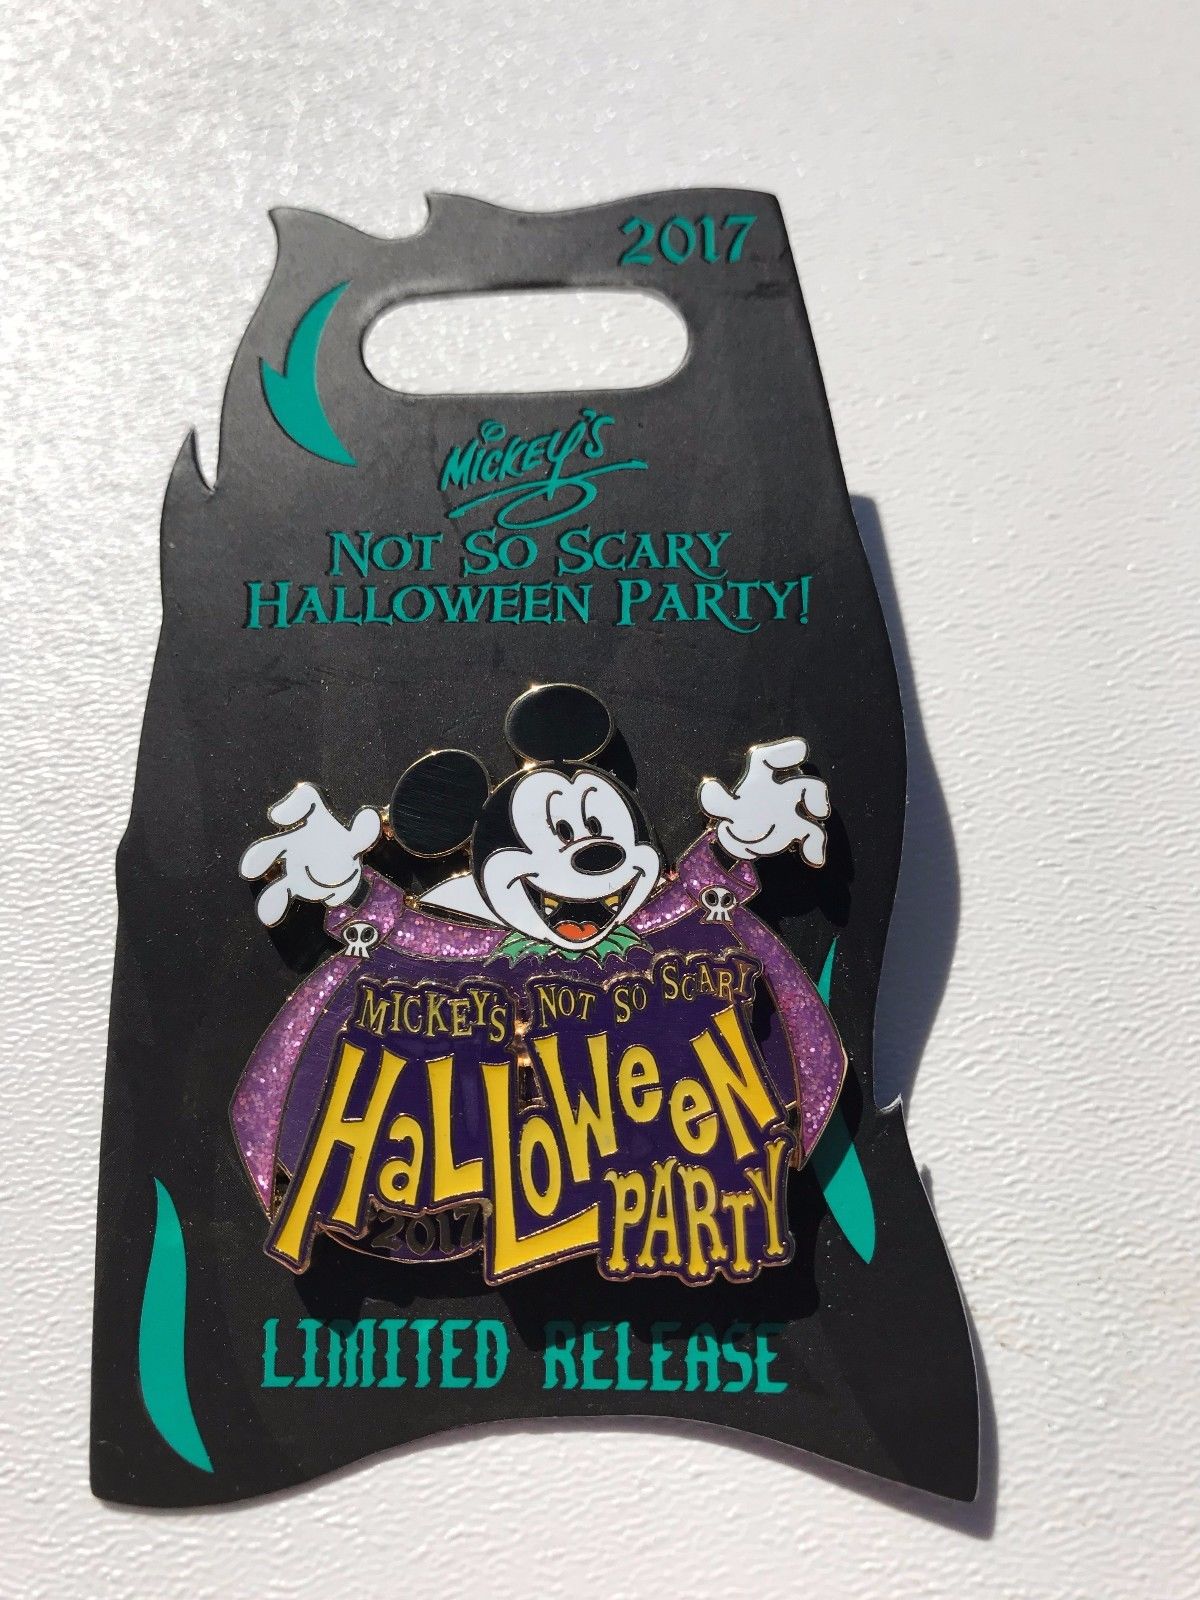 2017
MICKEY'S
NOT SO SCARY
HALLOWEEN PARTY!
MICKEY'S NOT SO SCARY
HALLOWEEN
PARTY
2017
LIMITED RELEASE